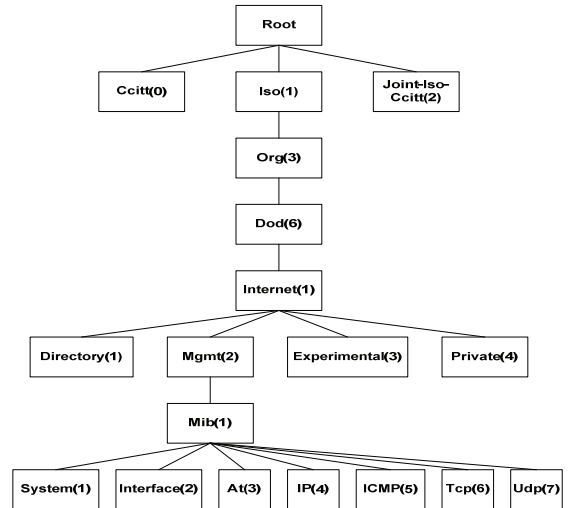 Root
Ccitt(0)
Iso(1)
Joint-Iso-
Ccitt(2)
Org(3)
Dod(6)
Internet(1)
Directory(1)
Mgmt(2)
Experimental(3)
Private(4)
Mib(1)
System(1)
Interface(2)
At(3)
IP(4)
ICMP(5)
Tcp(6)
Udp(7)